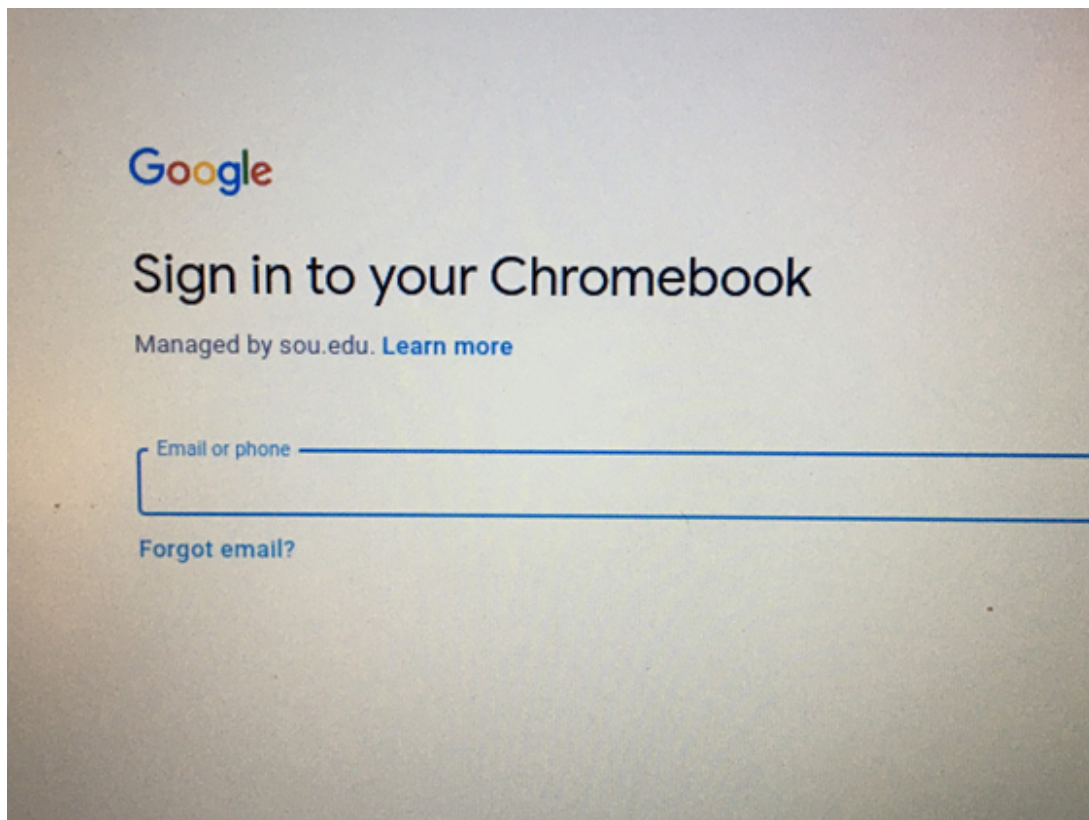 Google
Sign in to your Chromebook
Managed by sou.edu. Learn more
Email or phone
Forgot email?